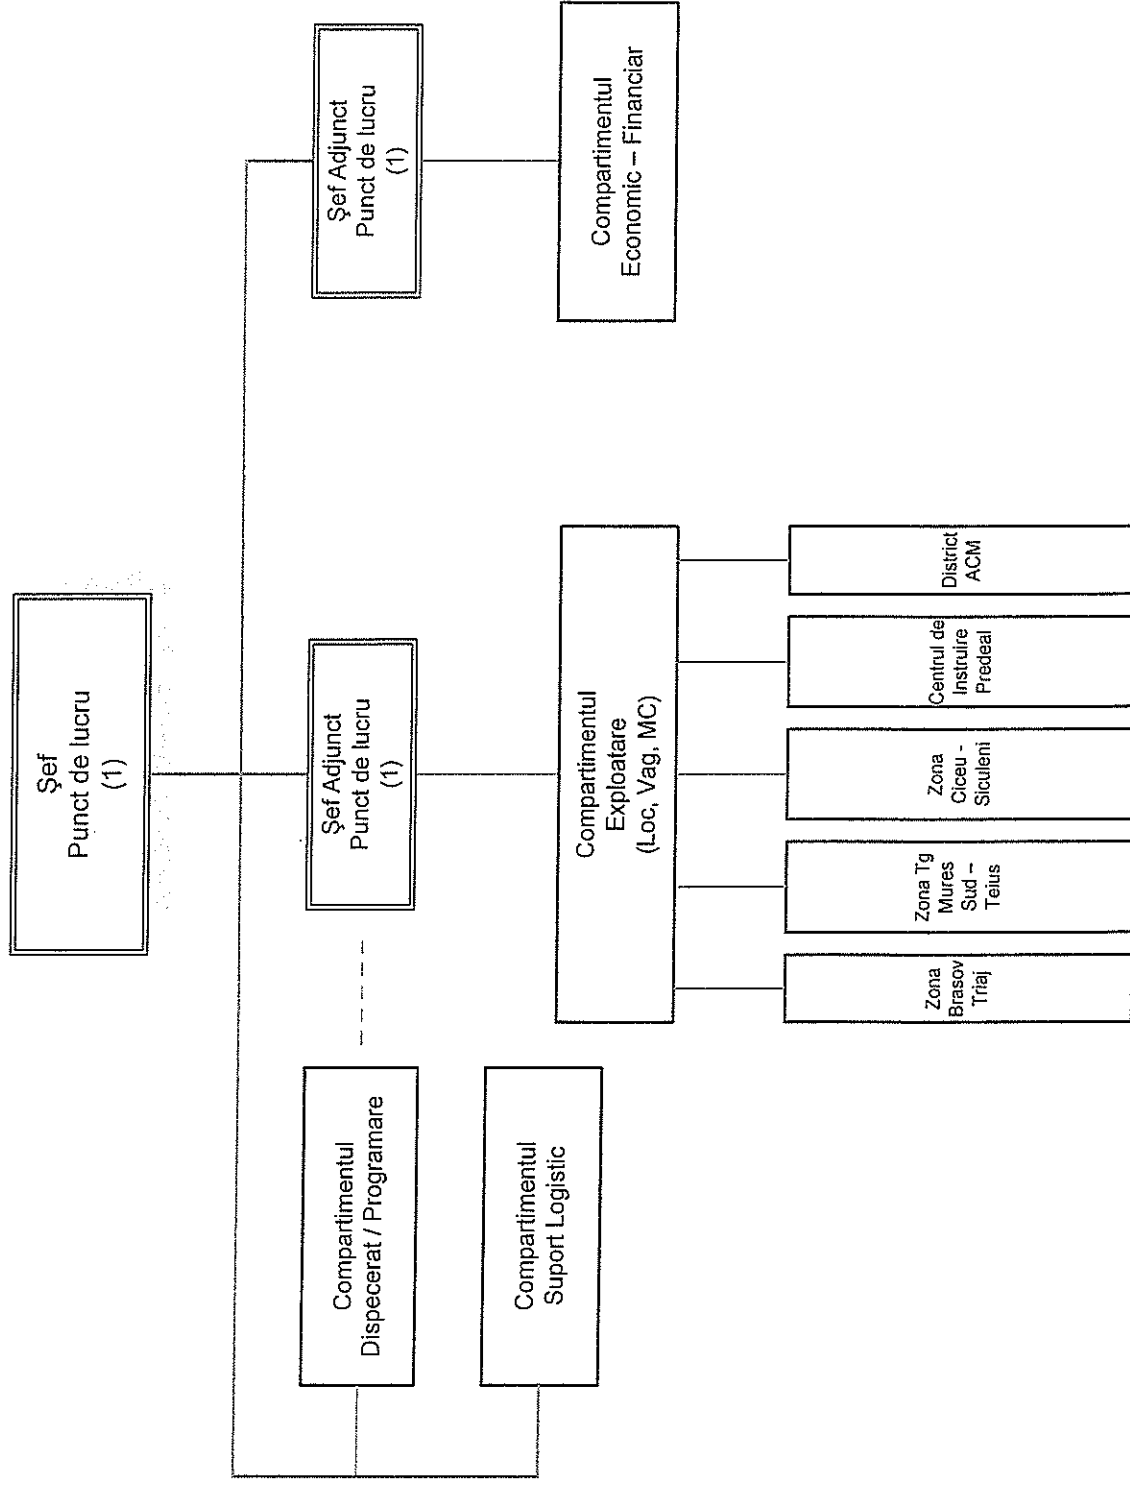 Şef
Punct de lucru
(1)
Compartimentul
Dispecerat / Programare
Compartimentul
Suport Logistic
Şef Adjunct
Punct de lucru
(1)
Şef Adjunct
Punct de lucru
(1)
Compartimentul
Exploatare
(Loc, Vag, MC)
Compartimentul
Economic – Financiar
Zona
Brasov
Triaj
Zona Tg
Mures
Sud –
Teius
Zona
Ciceu -
Siculeni
Centrul de
Instruire
Predeal
District
ACM